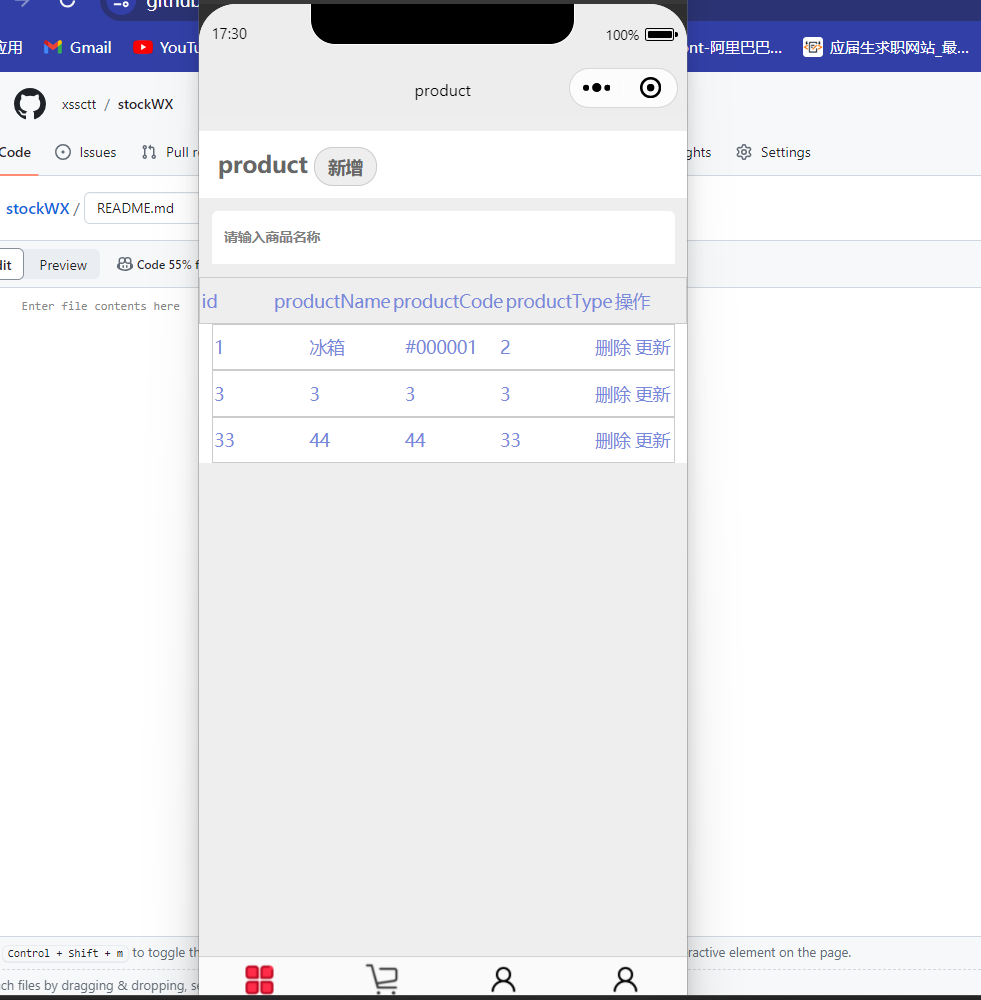 github
17:30
100%
应用 Gmail YouTu
nt-阿里巴巴... 应届生求职网站_最...
product
xssctt / stockWX
Code Issues Pull r
ghts Settings
product 新增
stockWX / README.md
请输入商品名称
dit Preview Code 55% f
id productName productCode productType 操作
Enter file contents here
1 冰箱 #000001 2 删除 更新
3 3 3 3 删除 更新
33 44 44 33 删除 更新
Control + Shift + m to toggle th
ractive element on the page.
ch files by dragging & dropping, se